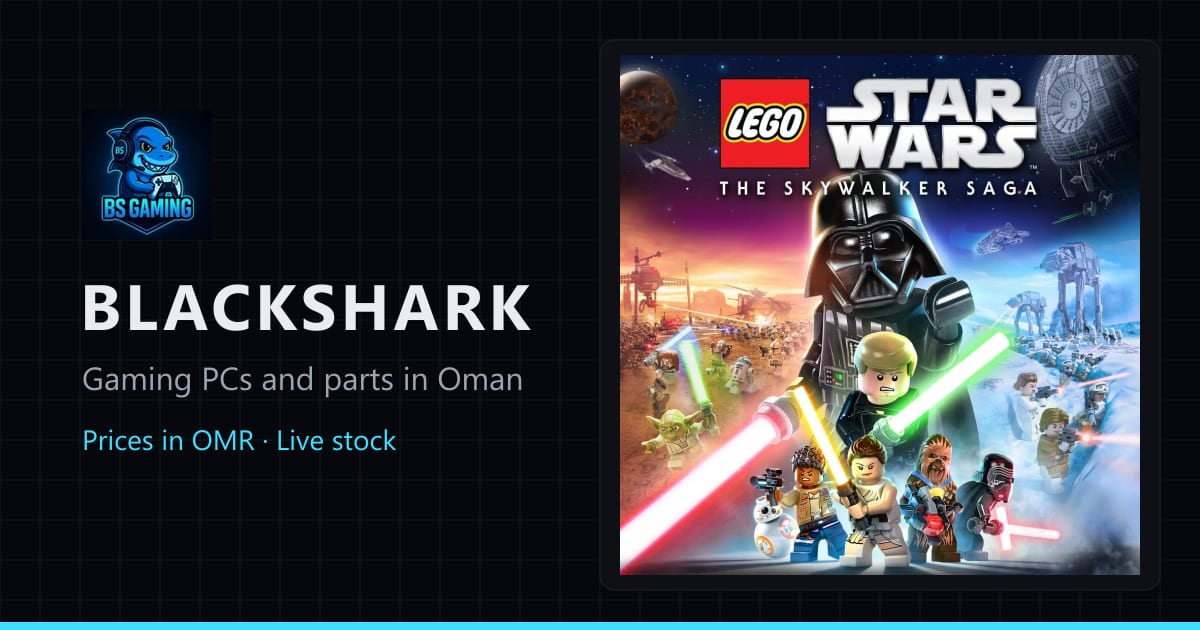 BS
BS GAMING
BLACKSHARK
Gaming PCs and parts in Oman
Prices in OMR · Live stock
LEGO
STAR
WARS
™
THE SKYWALKER SAGA